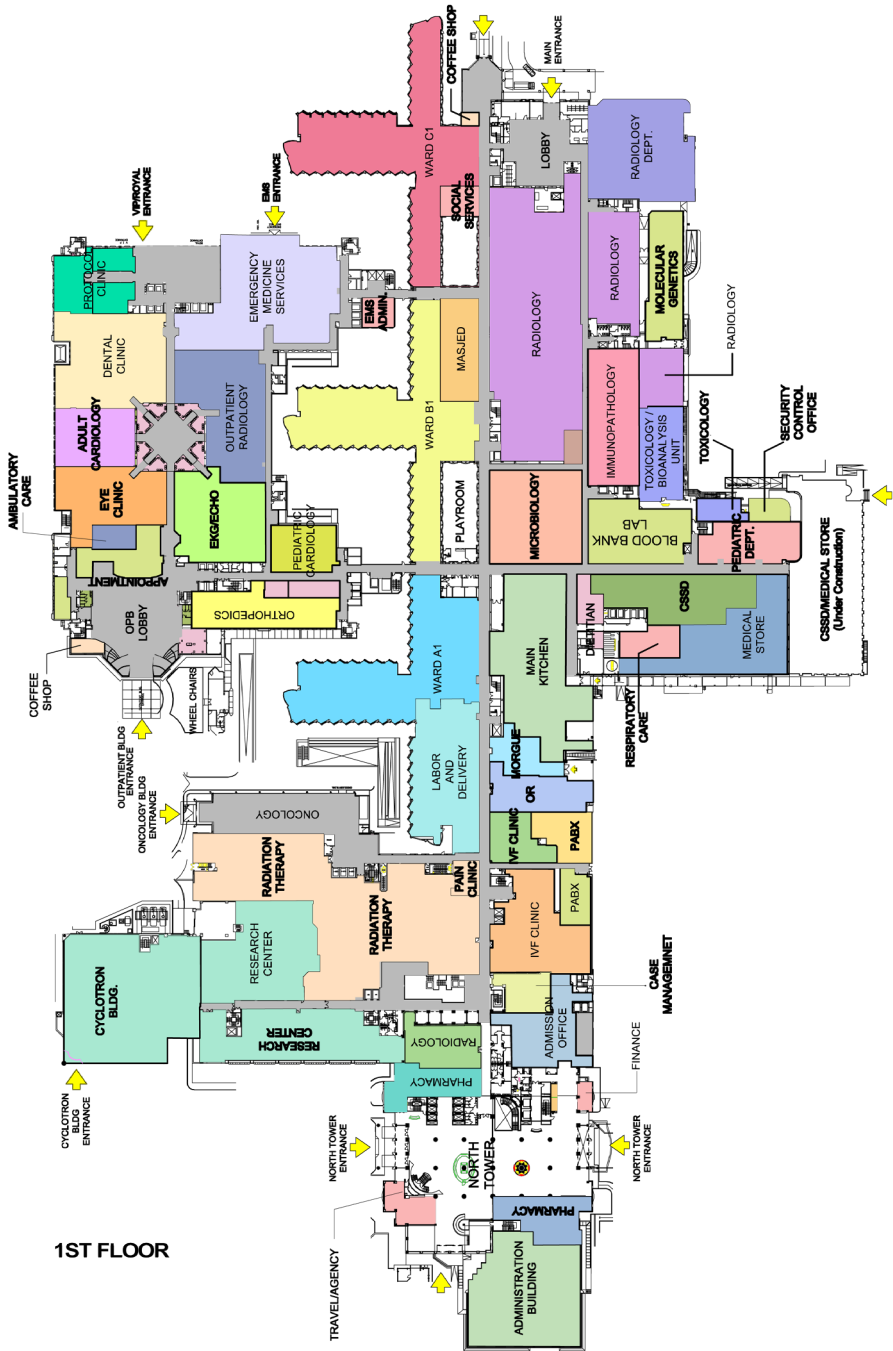 COFFEE SHOP
MAIN
ENTRANCE
WARD C1
LOBBY
SOCIAL
SERVICES
RADIOLOGY
DEPT.
VIP/ROYAL
ENTRANCE
EMS
ENTRANCE
PROTOCOL
CLINIC
EMERGENCY
MEDICINE
SERVICES
EMS
ADMIN.
RADIOLOGY
MOLECULAR
GENETICS
DENTAL
CLINIC
MASJED
RADIOLOGY
RADIOLOGY
ADULT
CARDIOLOGY
OUTPATIENT
RADIOLOGY
WARD B1
IMMUNOPATHOLOGY
TOXICOLOGY /
BIOANALYSIS
UNIT
TOXICOLOGY
SECURITY
CONTROL
OFFICE
AMBULATORY
CARE
EYE
CLINIC
EKG/ECHO
PEDIATRIC
CARDIOLOGY
PLAYROOM
MICROBIOLOGY
BLOOD BANK
LAB
PEDIATRIC
DEPT.
APPOINTMENT
OPB
LOBBY
ORTHOPEDICS
WARD A1
MAIN
KITCHEN
DIETITIAN
CSSD
MEDICAL
STORE
CSSD/MEDICAL STORE
(Under Construction)
COFFEE
SHOP
WHEEL CHAIRS
RESPIRATORY
CARE
OUTPATIENT BLDG
ENTRANCE
ONCOLOGY BLDG
ENTRANCE
LABOR
AND
DELIVERY
MORGUE
OR
ONCOLOGY
IVF CLINIC
PABX
RADIATION
THERAPY
PAIN
CLINIC
RADIATION
THERAPY
RESEARCH
CENTER
IVF CLINIC
PABX
CYCLOTRON
BLDG.
CASE
MANAGEMNET
RESEARCH
CENTER
RADIOLOGY
ADMISSION
OFFICE
CYCLOTRON
BLDG
ENTRANCE
PHARMACY
FINANCE
NORTH TOWER
ENTRANCE
NORTH
TOWER
NORTH TOWER
ENTRANCE
PHARMACY
TRAVEL/AGENCY
ADMINISTRATION
BUILDING
1ST FLOOR